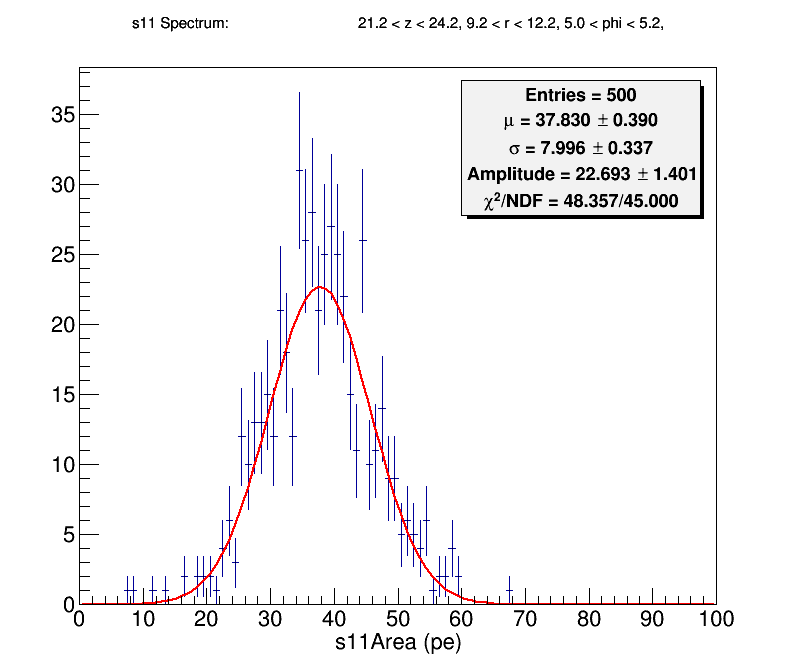 s11 Spectrum: 21.2 < z < 24.2, 9.2 < r < 12.2, 5.0 < phi < 5.2,
Entries = 500
μ = 37.830 ± 0.390
σ = 7.996 ± 0.337
Amplitude = 22.693 ± 1.401
χ²/NDF = 48.357/45.000
35
30
25
20
15
10
5
0
0 10 20 30 40 50 60 70 80 90 100
s11Area (pe)